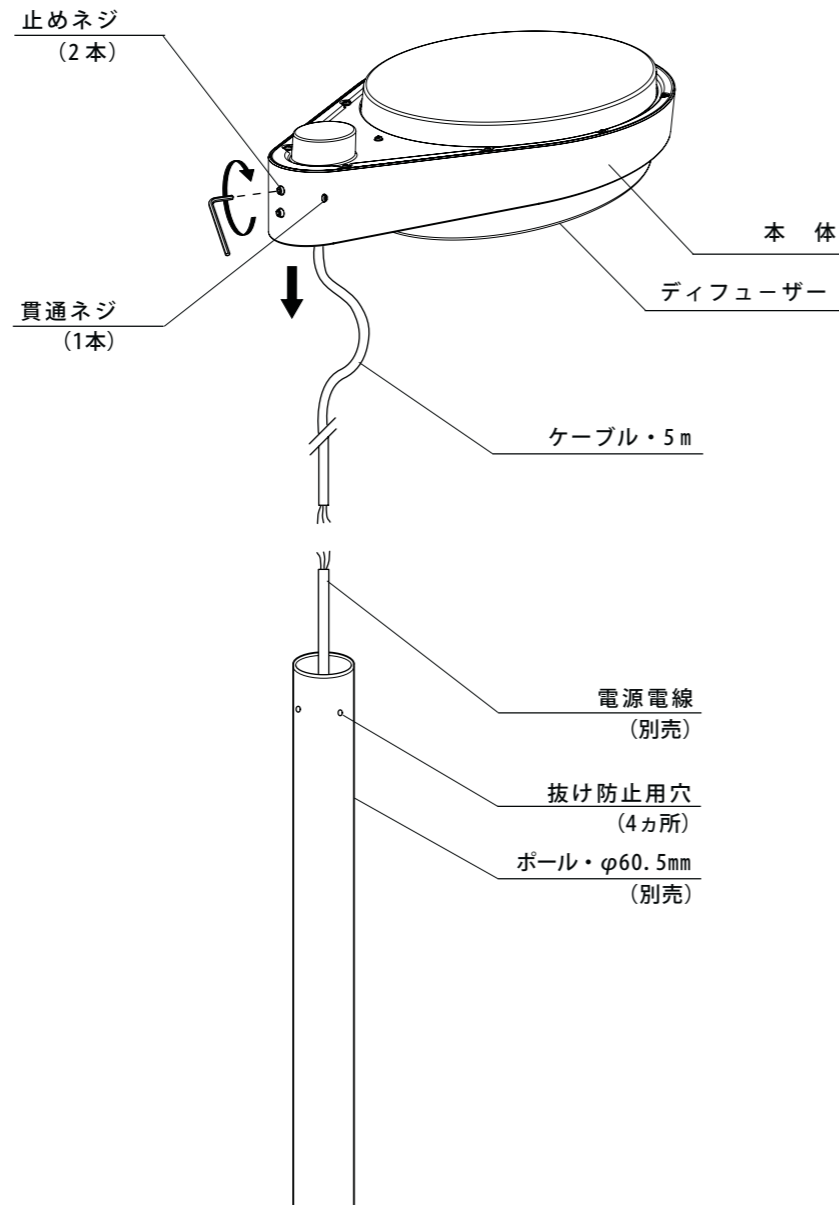 止めネジ
(2本)
本　体
ディフューザー
貫通ネジ
(1本)
ケーブル・5m
電源電線
(別売)
抜け防止用穴
(4ヵ所)
ポール・φ60.5mm
(別売)